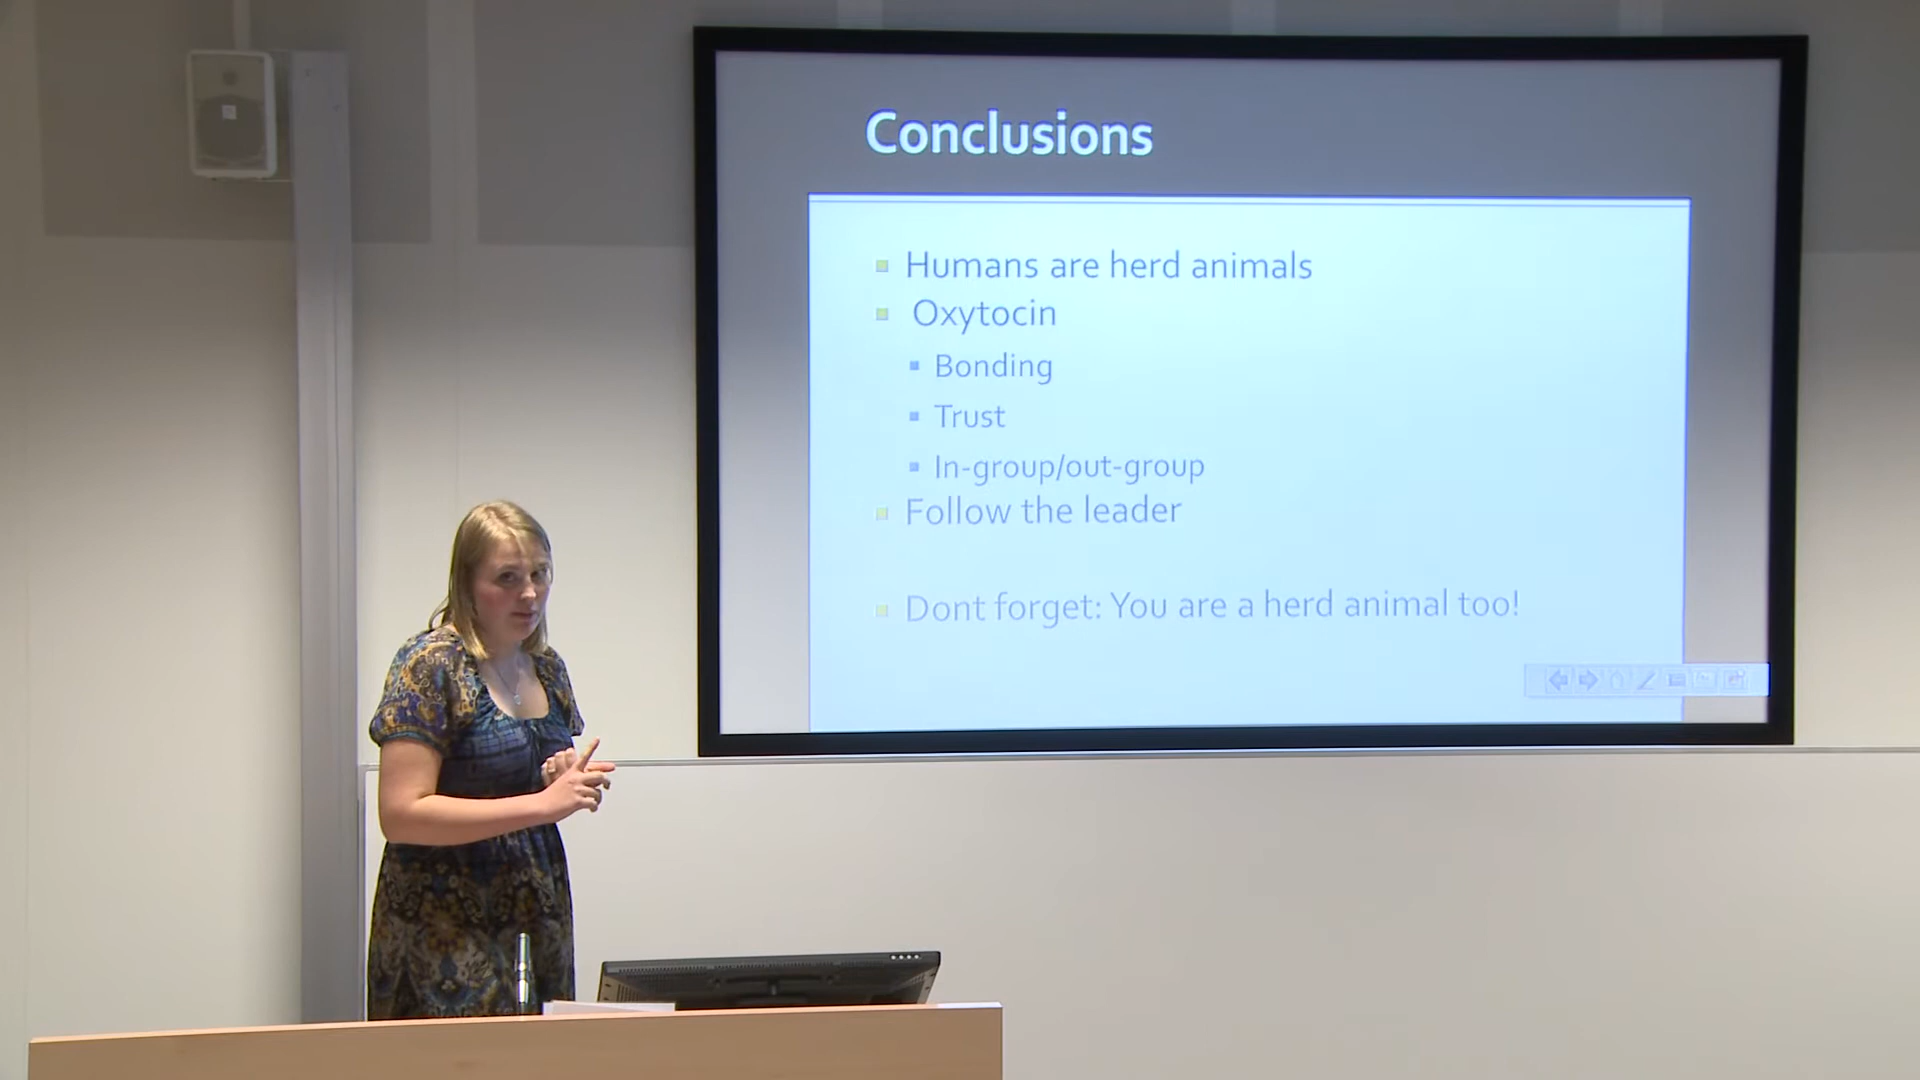 Conclusions
Humans are herd animals
Oxytocin
Bonding
Trust
In-group/out-group
Follow the leader
Dont forget: You are a herd animal too!